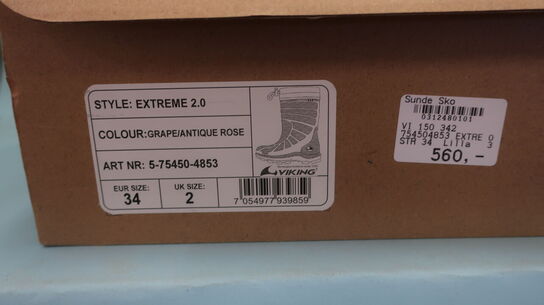 STYLE: EXTREME 2.0
COLOUR:GRAPE/ANTIQUE ROSE
ART NR: 5-75450-4853
EUR SIZE:
34
UK SIZE:
2
VIKING
7 054977 939859
Sunde Sko
0312480101
VI 150 342
754504853 EXTRE 0
STR 34 Lilla 3
560,-